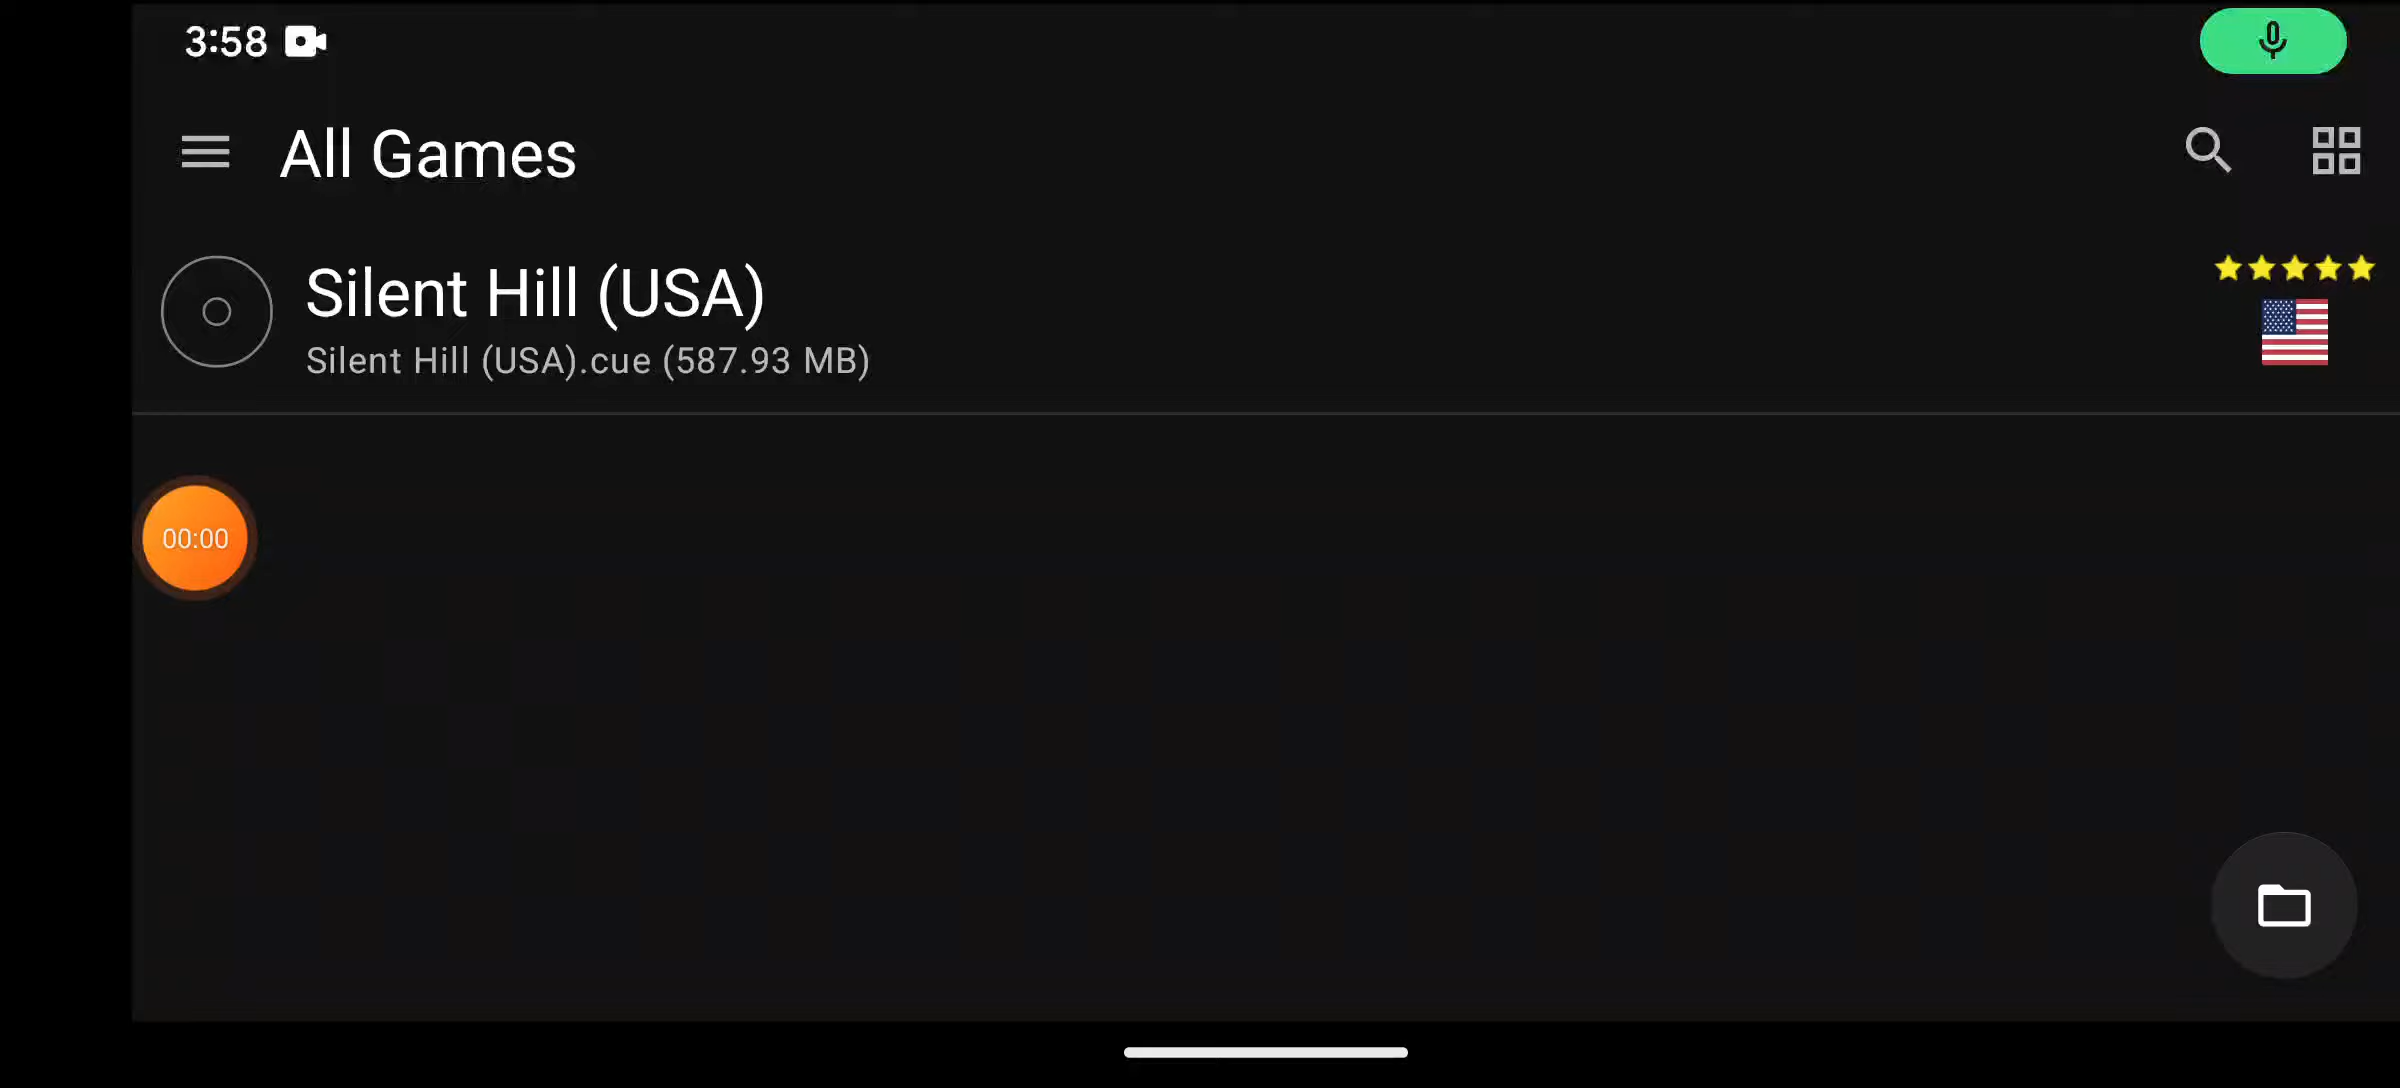 3:58
All Games
Silent Hill (USA)
Silent Hill (USA).cue (587.93 MB)
00:00